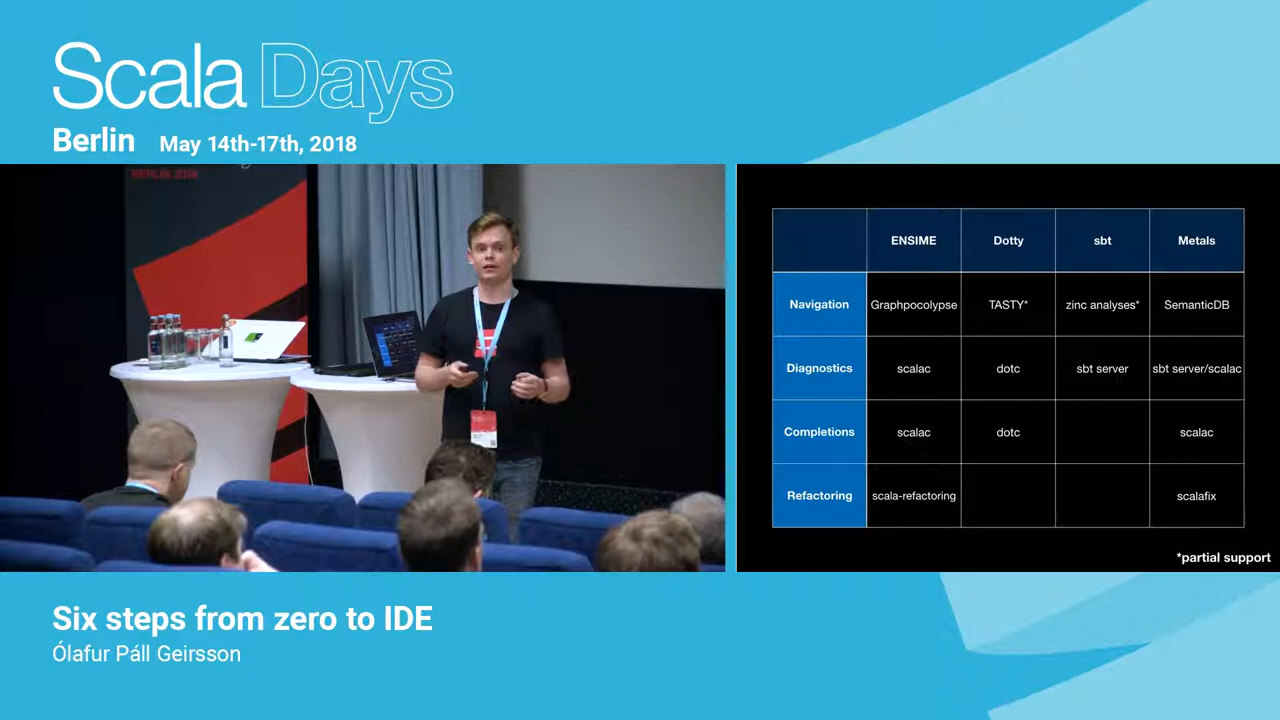 Scala Days
Berlin May 14th-17th, 2018
BERLIN 2018
ENSIME Dotty sbt Metals
Navigation Graphpocolypse TASTY* zinc analyses* SemanticDB
Diagnostics scalac dotc sbt server sbt server/scalac
Completions scalac dotc scalac
Refactoring scala-refactoring scalafix
*partial support
Six steps from zero to IDE
Ólafur Páll Geirsson